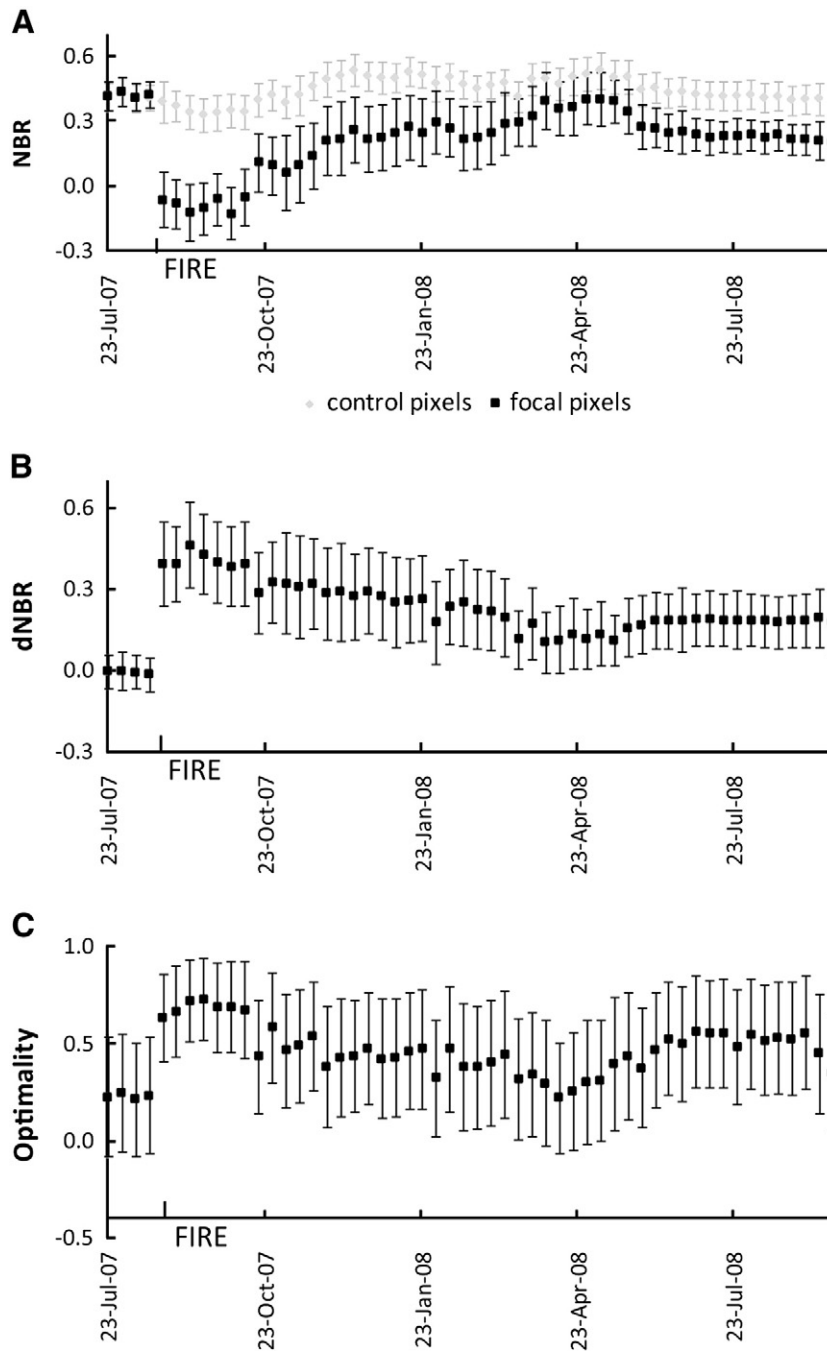 A
NBR
0.6
0.3
0.0
-0.3
FIRE
23-Jul-07
23-Oct-07
23-Jan-08
23-Apr-08
23-Jul-08
control pixels focal pixels
B
dNBR
0.6
0.3
0.0
-0.3
FIRE
23-Jul-07
23-Oct-07
23-Jan-08
23-Apr-08
23-Jul-08
C
Optimality
1.0
0.5
0.0
-0.5
FIRE
23-Jul-07
23-Oct-07
23-Jan-08
23-Apr-08
23-Jul-08